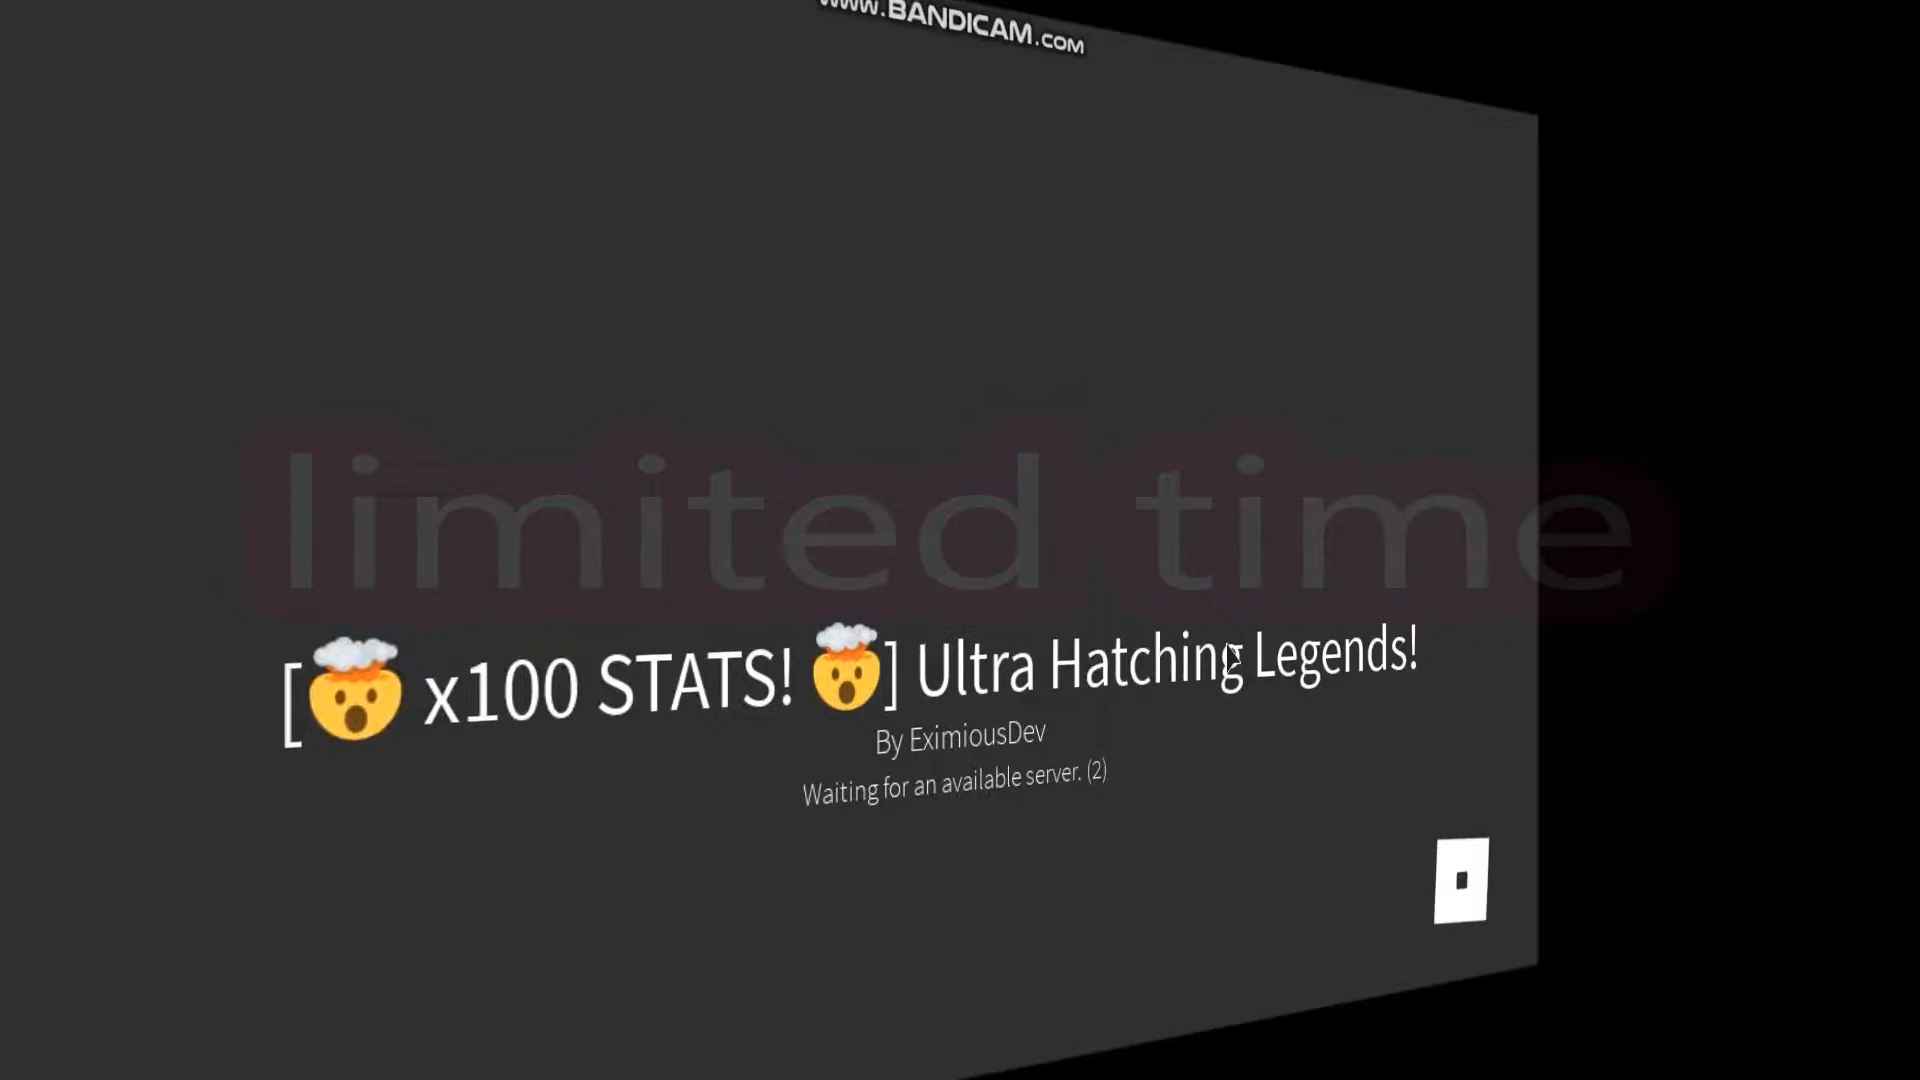 www.BANDICAM.COM
limited time
[🤯 x100 STATS! 🤯] Ultra Hatching Legends!
By EximiousDev
Waiting for an available server. (2)